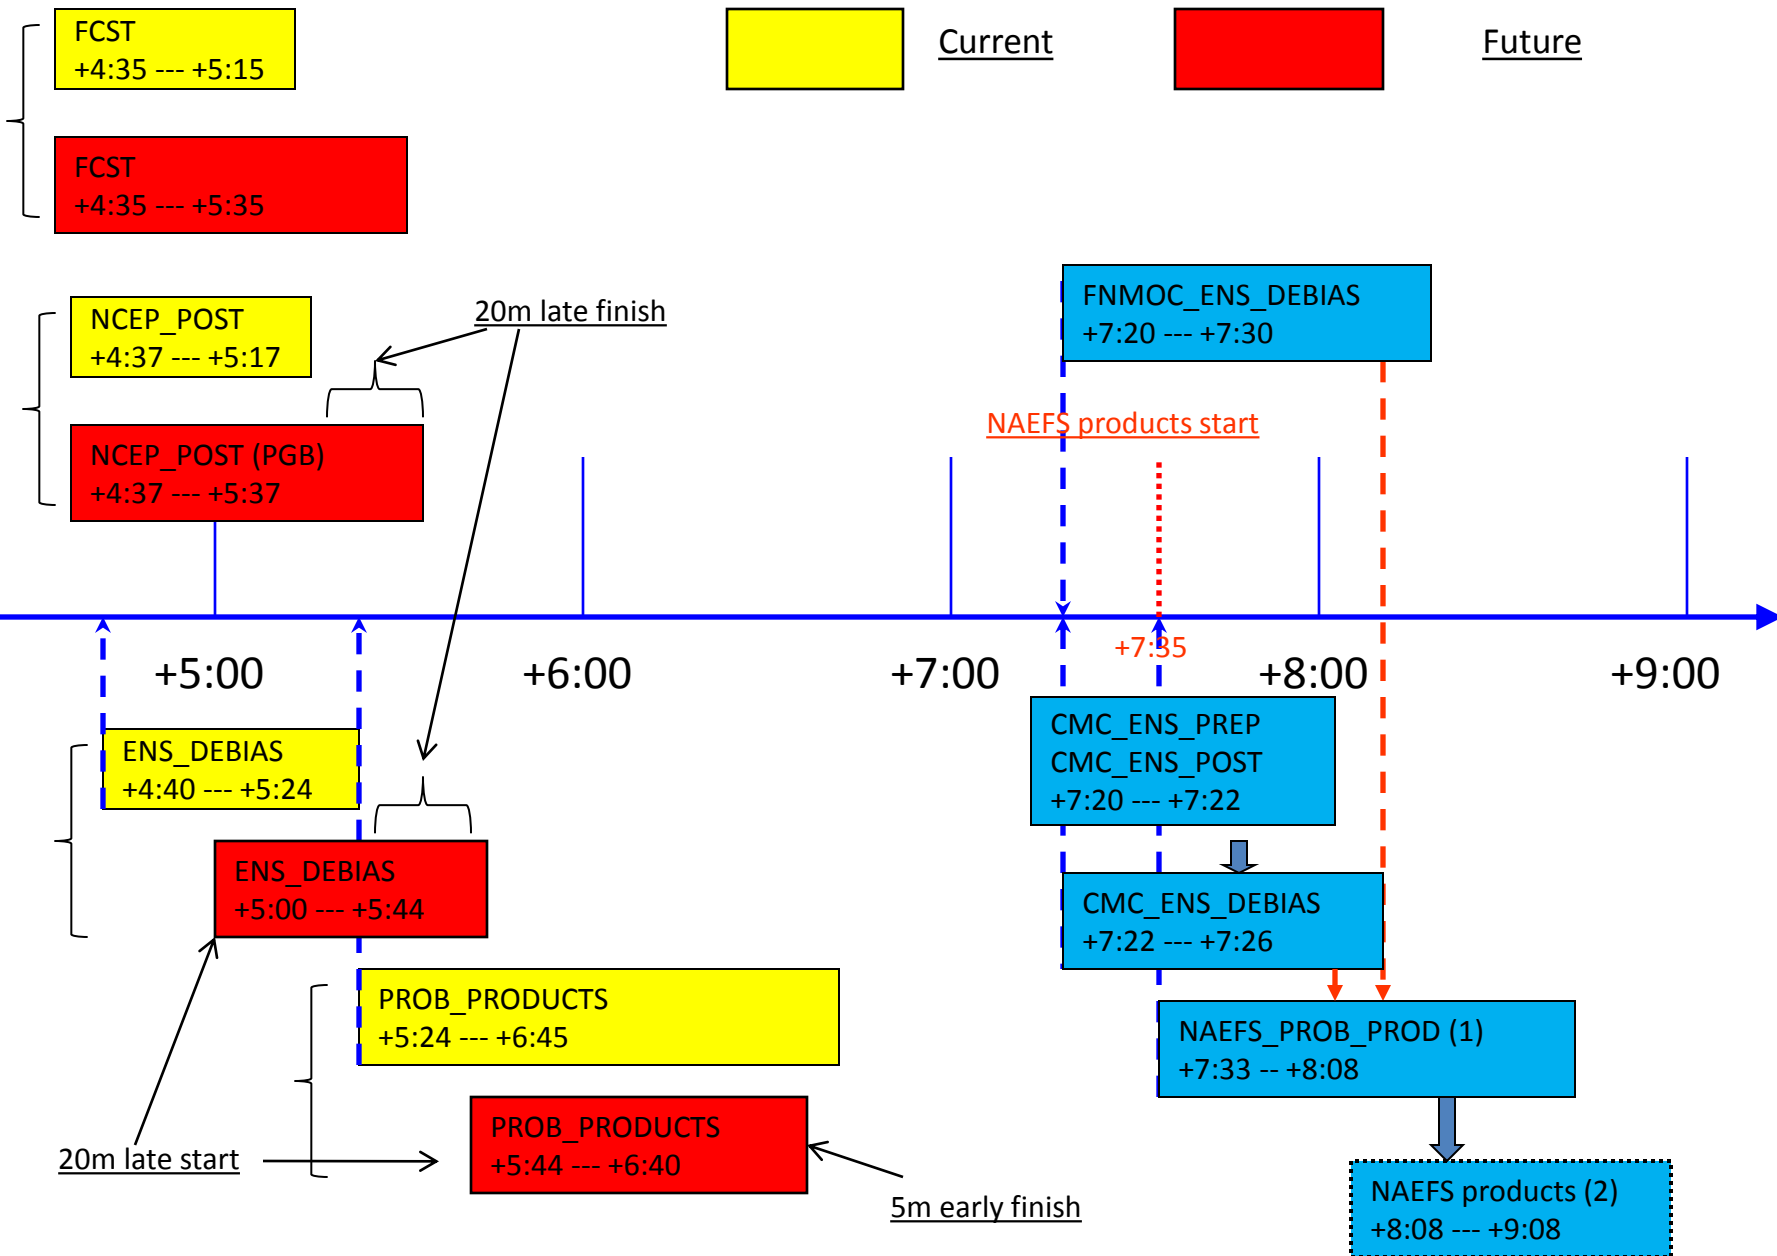 FCST
+4:35 --- +5:15
Current
Future
FCST
+4:35 --- +5:35
NCEP_POST
+4:37 --- +5:17
20m late finish
FNMOC_ENS_DEBIAS
+7:20 --- +7:30
NAEFS products start
NCEP_POST (PGB)
+4:37 --- +5:37
+7:35
+5:00
+6:00
+7:00
+8:00
+9:00
ENS_DEBIAS
+4:40 --- +5:24
CMC_ENS_PREP
CMC_ENS_POST
+7:20 --- +7:22
ENS_DEBIAS
+5:00 --- +5:44
CMC_ENS_DEBIAS
+7:22 --- +7:26
PROB_PRODUCTS
+5:24 --- +6:45
NAEFS_PROB_PROD (1)
+7:33 -- +8:08
PROB_PRODUCTS
+5:44 --- +6:40
20m late start
5m early finish
NAEFS products (2)
+8:08 --- +9:08